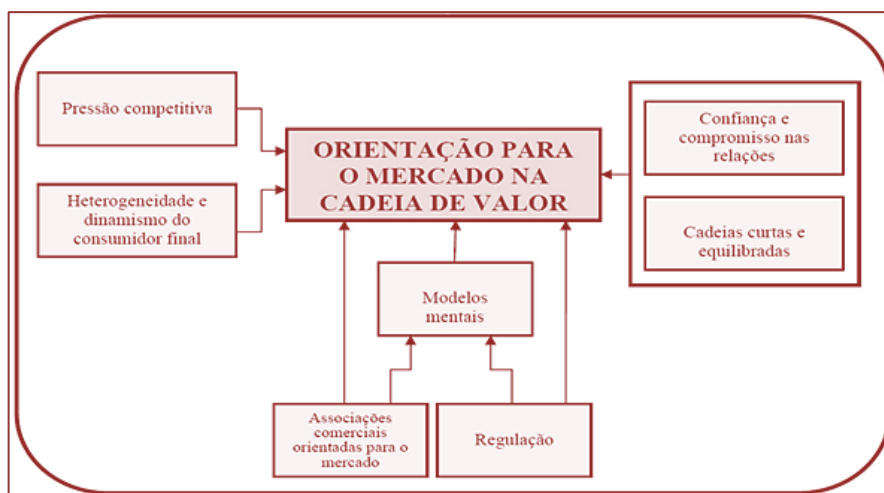 Pressão competitiva
Heterogeneidade e
dinamismo do
consumidor final
ORIENTAÇÃO PARA
O MERCADO NA
CADEIA DE VALOR
Confiança e
compromisso nas
relações
Cadeias curtas e
equilibradas
Modelos
mentais
Associações
comerciais
orientadas para o
mercado
Regulação